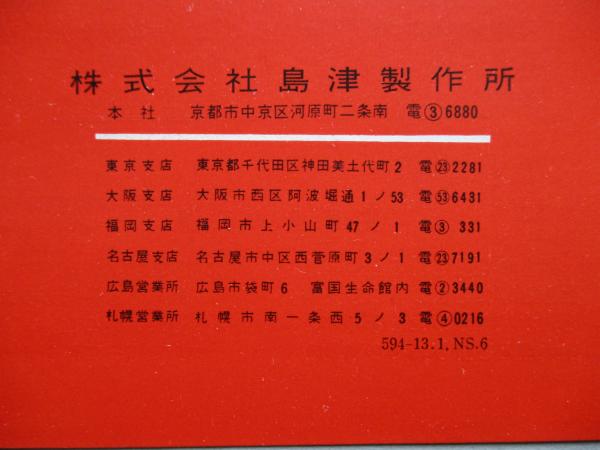 株式会社島津製作所
本社 京都市中京区河原町二条南 電③6880
東京支店 東京都千代田区神田美土代町2 電㉓2281
大阪支店 大阪市西区阿波堀通1ノ53 電㊾6431
福岡支店 福岡市上小山町47ノ1 電③331
名古屋支店 名古屋市中区西菅原町3ノ1 電㉓7191
広島営業所 広島市袋町6 富国生命館内 電②3440
札幌営業所 札幌市南一条西5ノ3 電④0216
594-13.1.NS.6